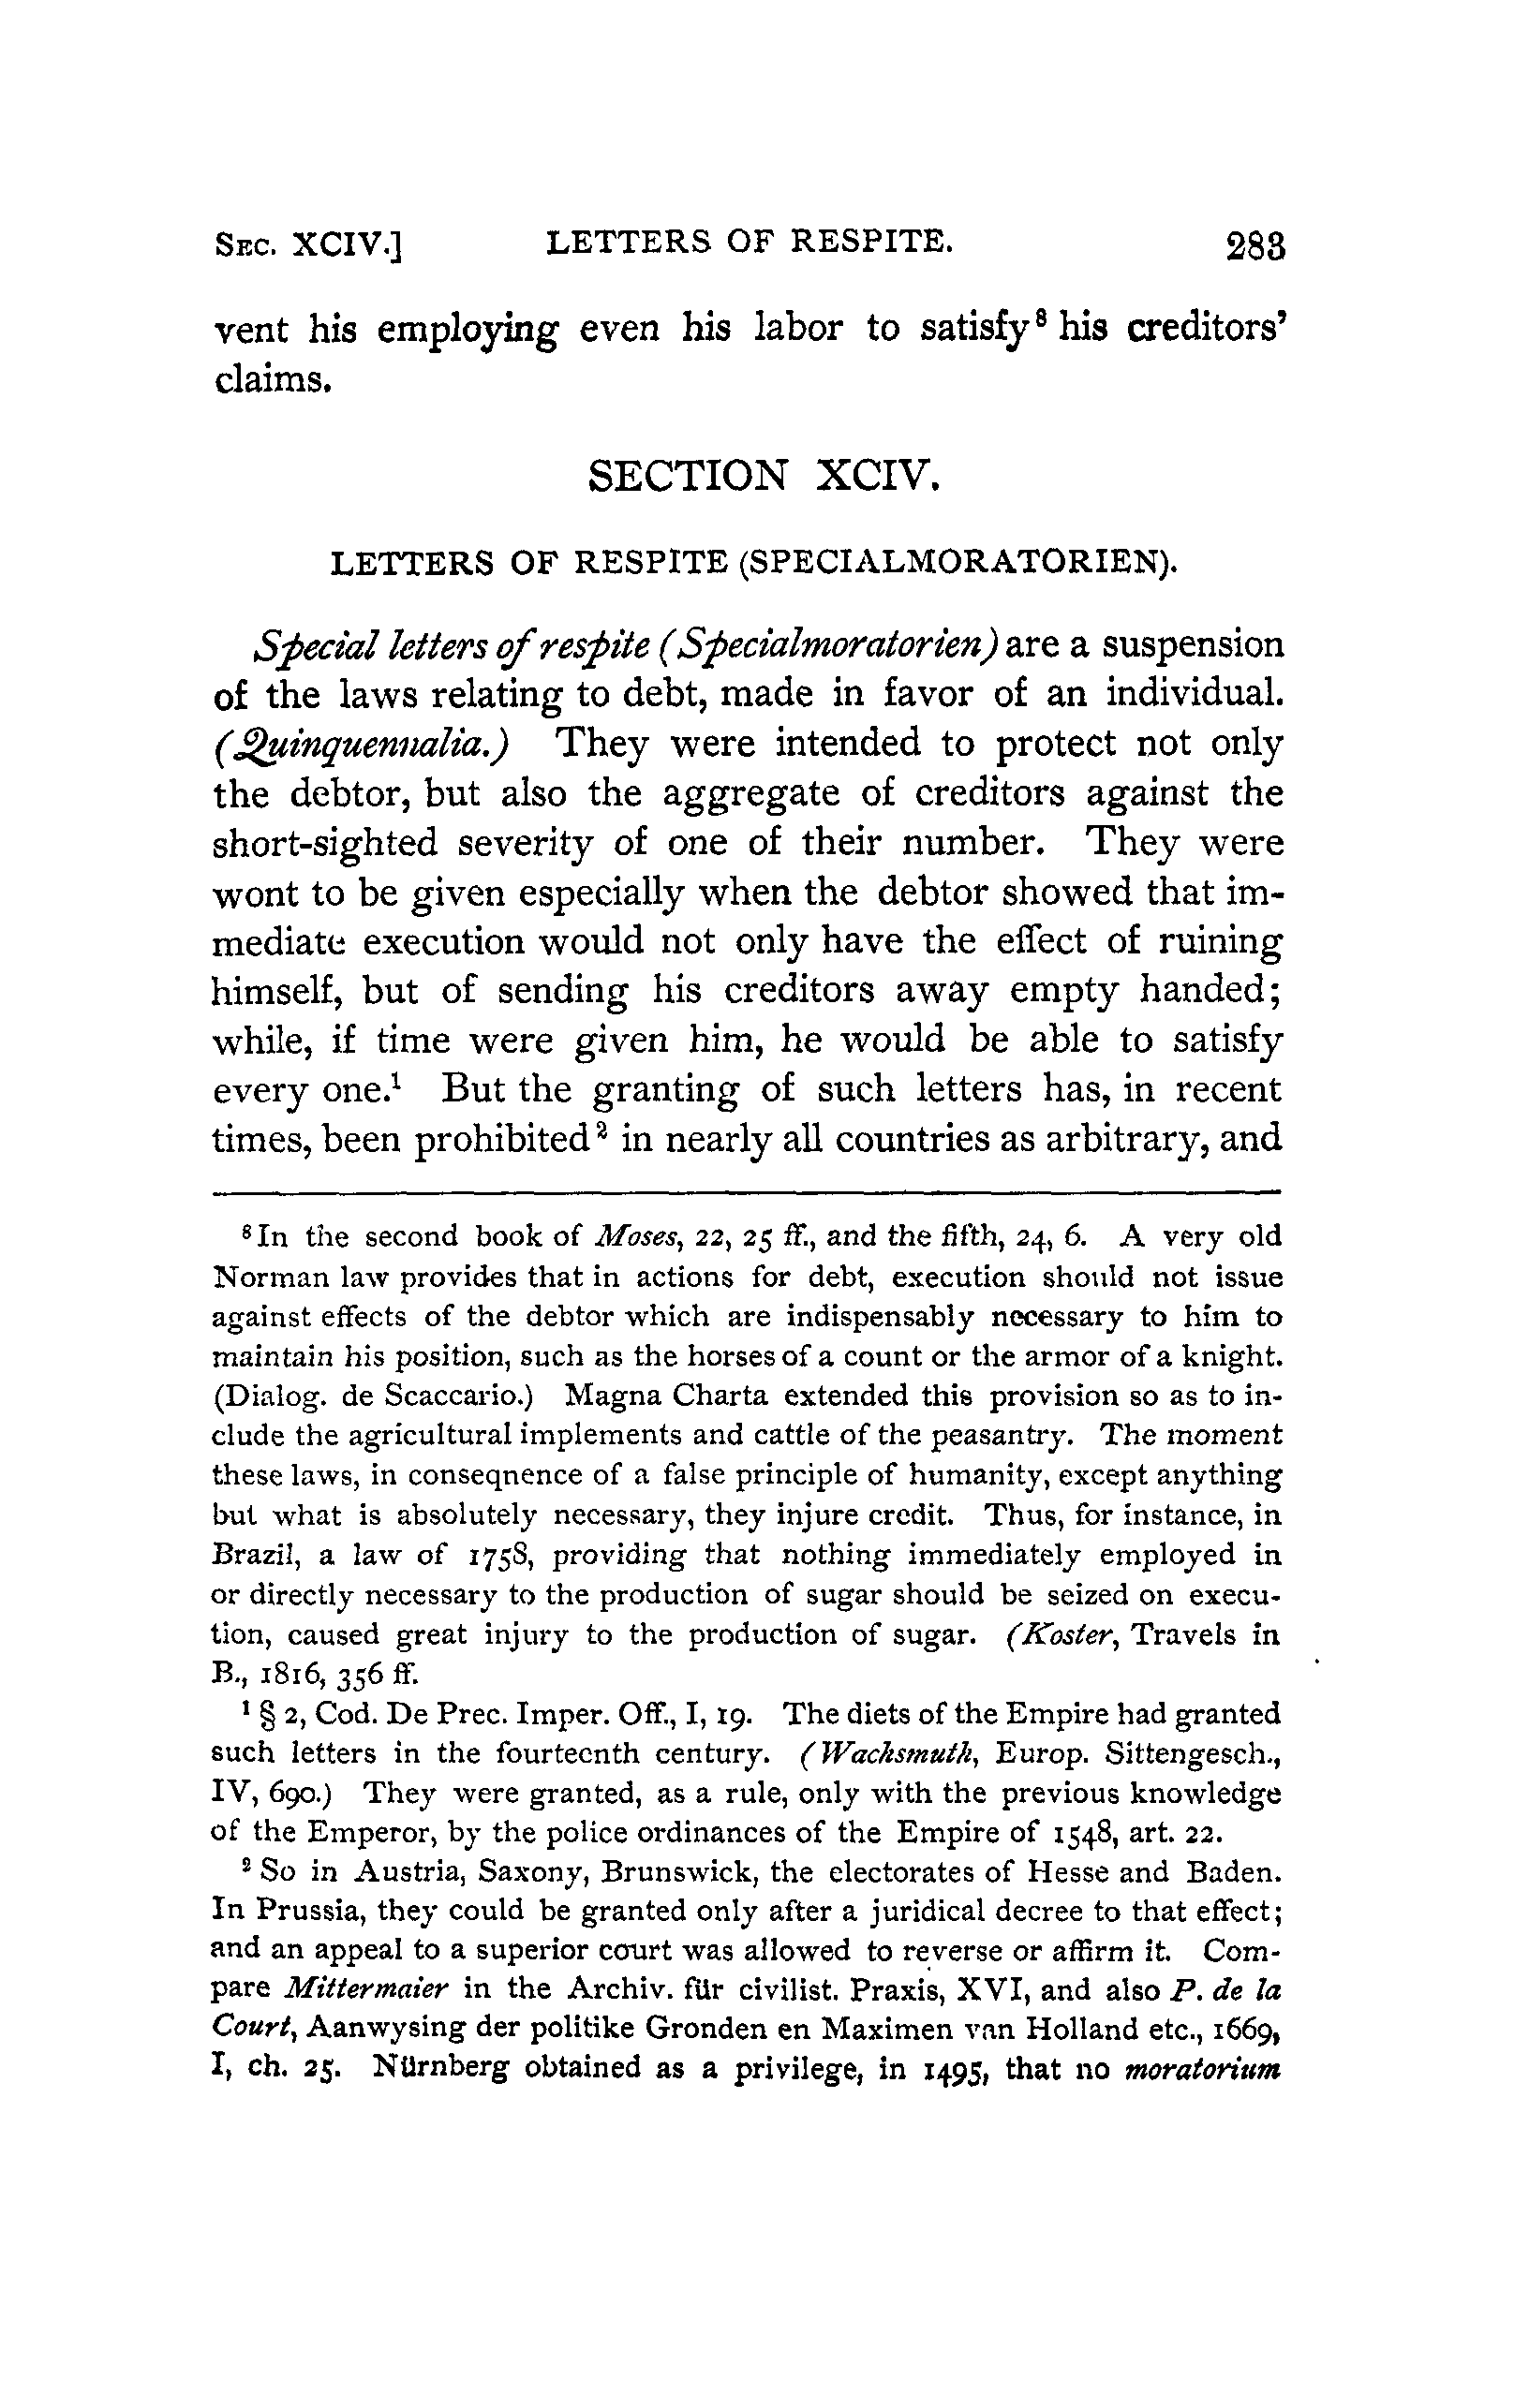 SEC. XCIV.] LETTERS OF RESPITE. 283
vent his employing even his labor to satisfy⁸ his creditors’
claims.
SECTION XCIV.
LETTERS OF RESPITE (SPECIALMORATORIEN).
Special letters of respite (Specialmoratorien) are a suspension
of the laws relating to debt, made in favor of an individual.
(Quinquennalia.) They were intended to protect not only
the debtor, but also the aggregate of creditors against the
short-sighted severity of one of their number. They were
wont to be given especially when the debtor showed that im-
mediate execution would not only have the effect of ruining
himself, but of sending his creditors away empty handed;
while, if time were given him, he would be able to satisfy
every one.¹ But the granting of such letters has, in recent
times, been prohibited² in nearly all countries as arbitrary, and
⁸ In the second book of Moses, 22, 25 ff., and the fifth, 24, 6. A very old
Norman law provides that in actions for debt, execution should not issue
against effects of the debtor which are indispensably necessary to him to
maintain his position, such as the horses of a count or the armor of a knight.
(Dialog. de Scaccario.) Magna Charta extended this provision so as to in-
clude the agricultural implements and cattle of the peasantry. The moment
these laws, in conseqnence of a false principle of humanity, except anything
but what is absolutely necessary, they injure credit. Thus, for instance, in
Brazil, a law of 1758, providing that nothing immediately employed in
or directly necessary to the production of sugar should be seized on execu-
tion, caused great injury to the production of sugar. (Koster, Travels in
B., 1816, 356 ff.
¹ § 2, Cod. De Prec. Imper. Off., I, 19. The diets of the Empire had granted
such letters in the fourteenth century. (Wachsmuth, Europ. Sittengesch.,
IV, 690.) They were granted, as a rule, only with the previous knowledge
of the Emperor, by the police ordinances of the Empire of 1548, art. 22.
² So in Austria, Saxony, Brunswick, the electorates of Hesse and Baden.
In Prussia, they could be granted only after a juridical decree to that effect;
and an appeal to a superior court was allowed to reverse or affirm it. Com-
pare Mittermaier in the Archiv. für civilist. Praxis, XVI, and also P. de la
Court, Aanwysing der politike Gronden en Maximen van Holland etc., 1669,
I, ch. 25. Nürnberg obtained as a privilege, in 1495, that no moratorium